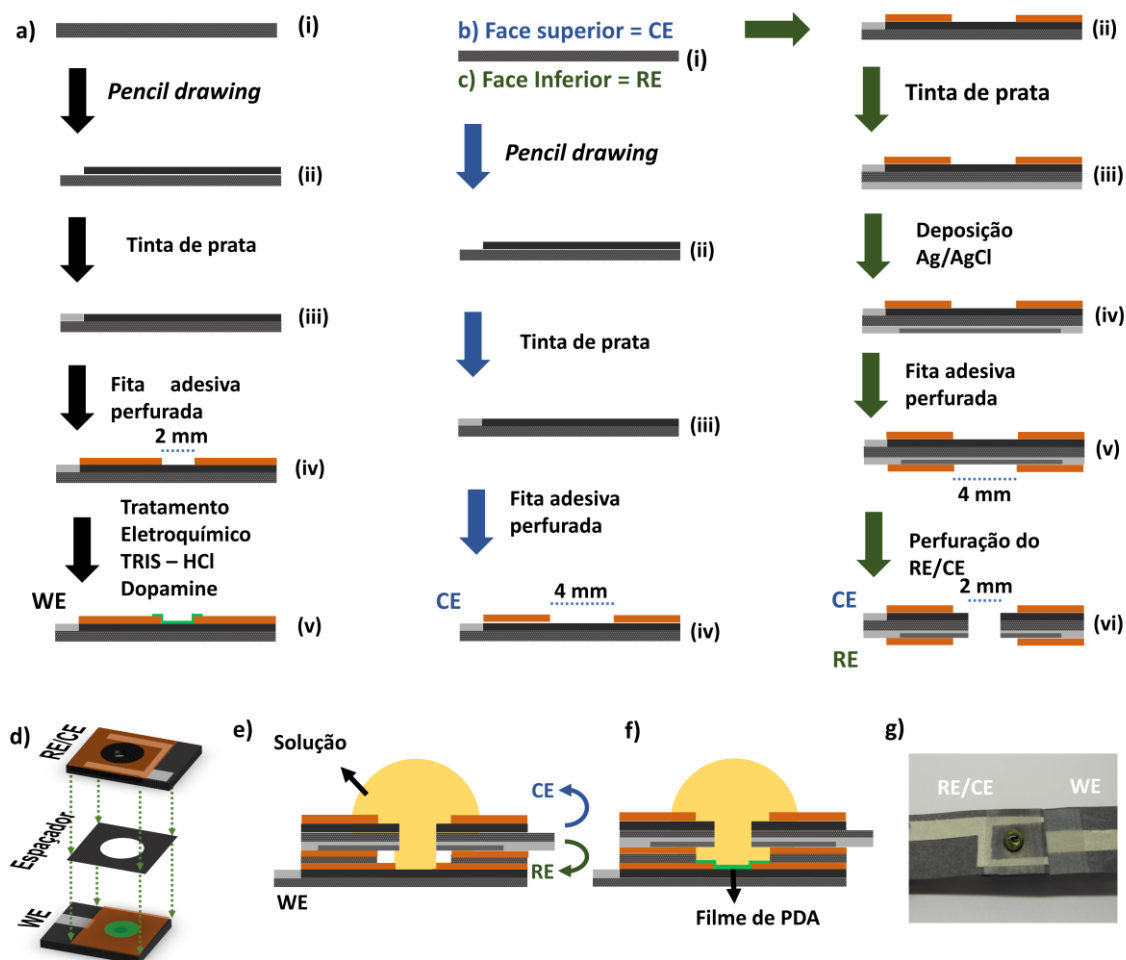 a)
(i)
Pencil drawing
(ii)
Tinta de prata
(iii)
Fita adesiva
perfurada
2 mm
(iv)
Tratamento
Eletroquímico
TRIS – HCl
Dopamine
WE
(v)
b) Face superior = CE
(i)
c) Face Inferior = RE
Pencil drawing
(ii)
Tinta de prata
(iii)
Fita adesiva
perfurada
CE
4 mm
(iv)
(ii)
Tinta de prata
(iii)
Deposição
Ag/AgCl
(iv)
Fita adesiva
perfurada
(v)
4 mm
Perfuração do
RE/CE
2 mm
CE
(vi)
RE
d)
RE/CE
Espaçador
WE
e)
Solução
CE
RE
WE
f)
Filme de PDA
g)
RE/CE
WE